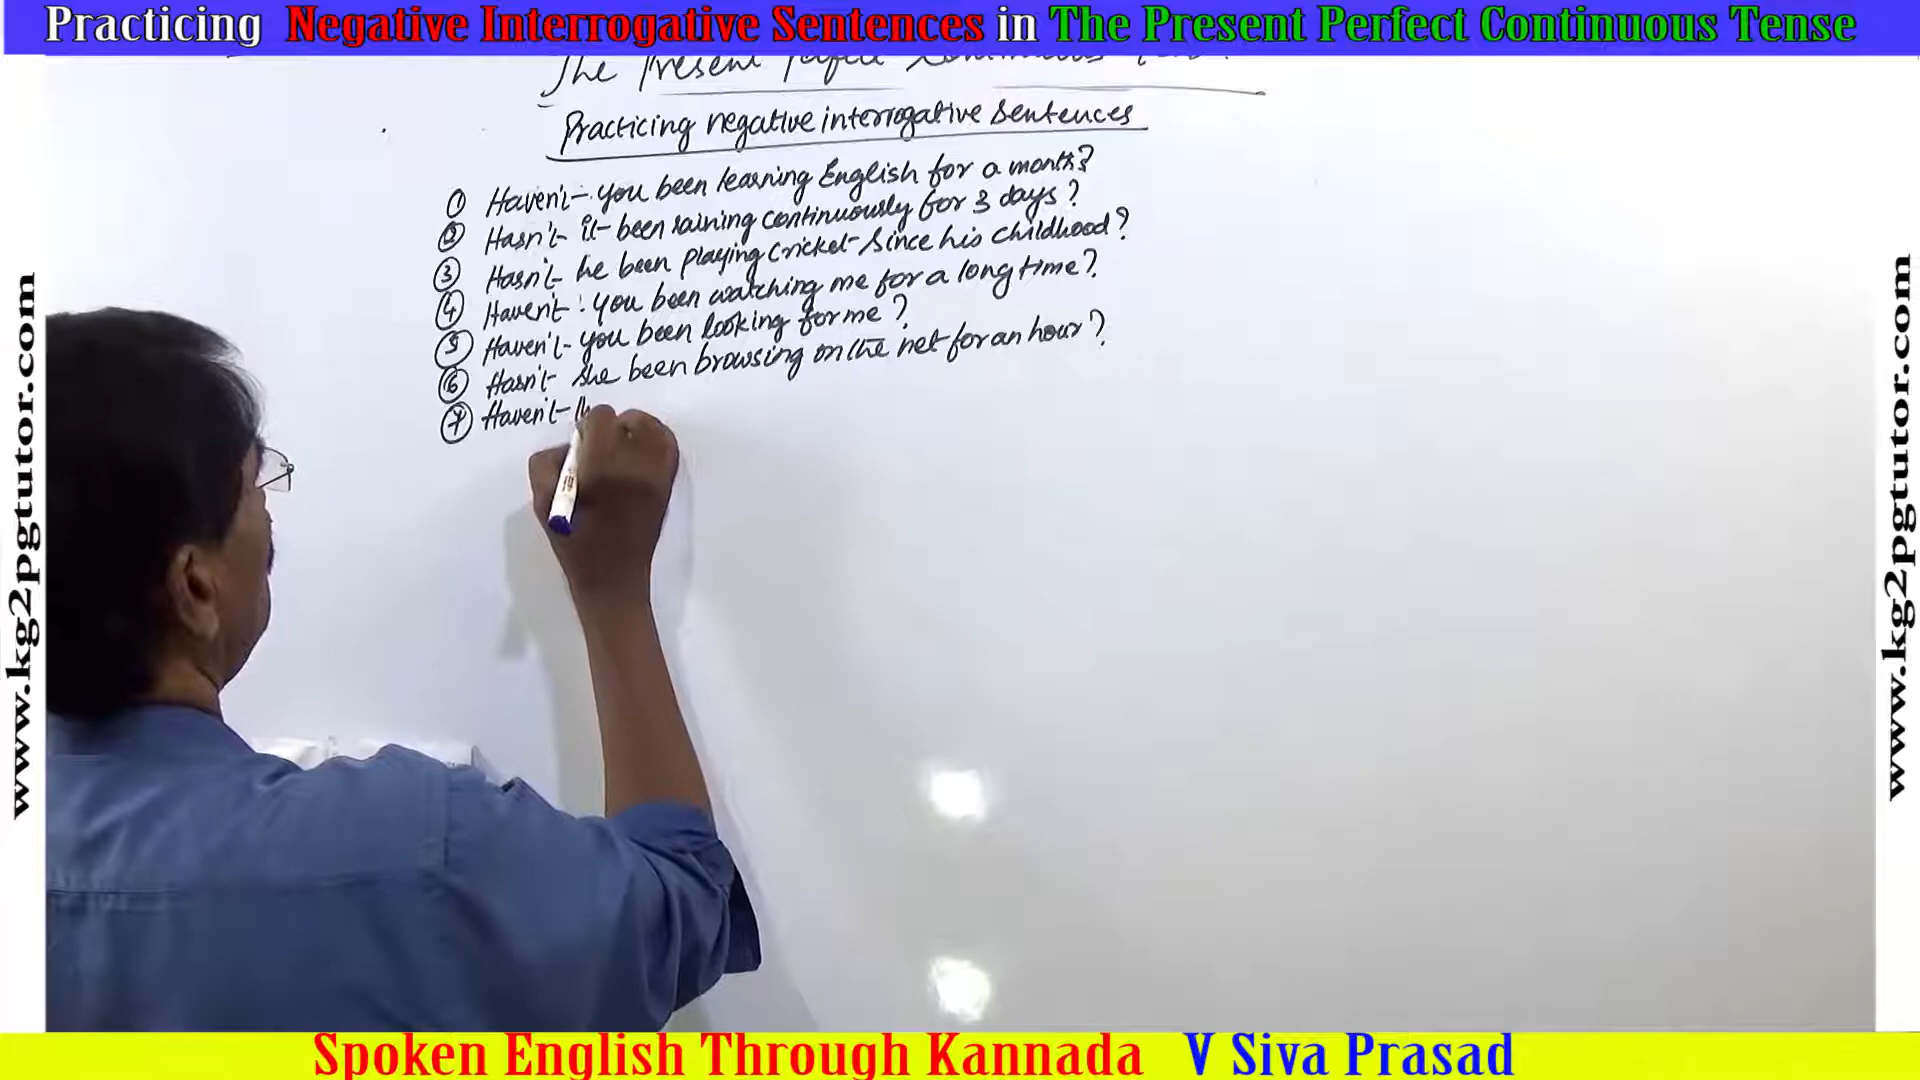 Practicing Negative Interrogative Sentences in The Present Perfect Continuous Tense
The Present Perfect Continuous
Practicing negative interrogative sentences
① Haven't you been learning English for a month?
② Hasn't it been raining continuously for 3 days?
③ Hasn't he been playing cricket since his childhood?
④ Haven't you been watching me for a long time?
⑤ Haven't you been looking for me?
⑥ Hasn't she been browsing on the net for an hour?
⑦ Haven't
www.kg2pgtutor.com
www.kg2pgtutor.com
Spoken English Through Kannada V Siva Prasad